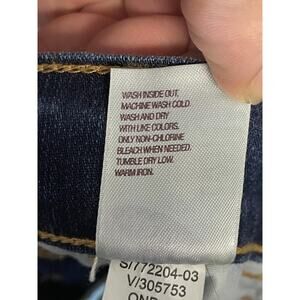 WASH INSIDE OUT.
MACHINE WASH COLD.
WASH AND DRY
WITH LIKE COLORS.
ONLY NON-CHLORINE
BLEACH WHEN NEEDED.
TUMBLE DRY LOW.
WARM IRON.
S/772204-03
V/305753